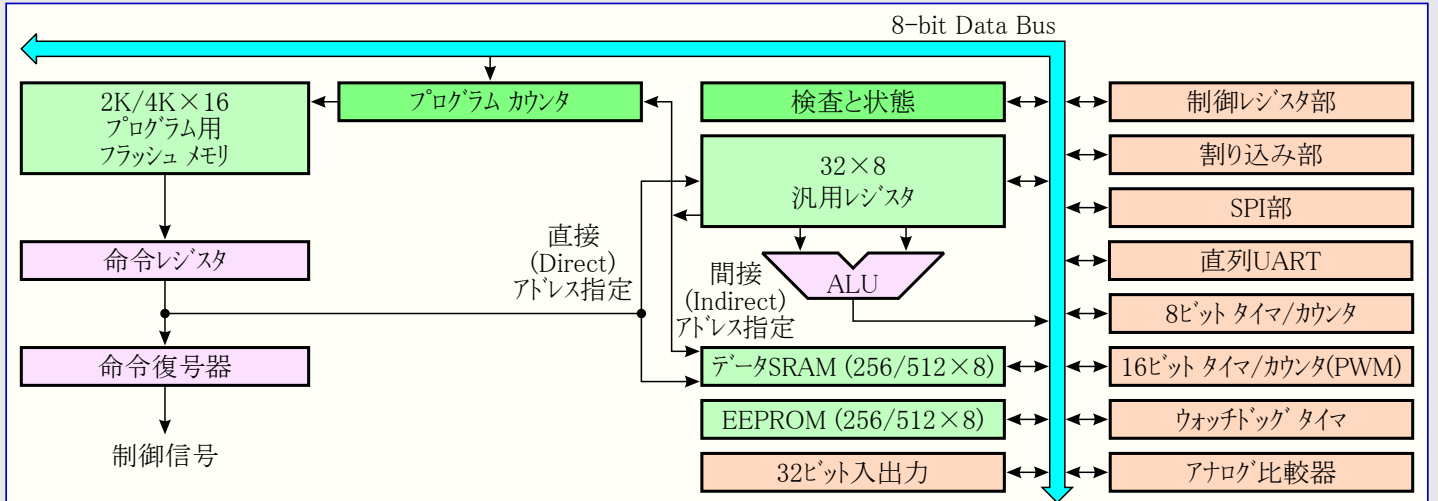 8-bit Data Bus
2K/4K×16
プログラム用
フラッシュ メモリ
プログラム カウンタ
検査と状態
制御レジスタ部
32×8
汎用レジスタ
割り込み部
SPI部
命令レジスタ
直接
(Direct)
アドレス指定
間接
(Indirect)
アドレス指定
ALU
直列UART
8ビット タイマ/カウンタ
命令復号器
データSRAM (256/512×8)
16ビット タイマ/カウンタ(PWM)
EEPROM (256/512×8)
ウォッチドッグ タイマ
制御信号
32ビット入出力
アナログ比較器